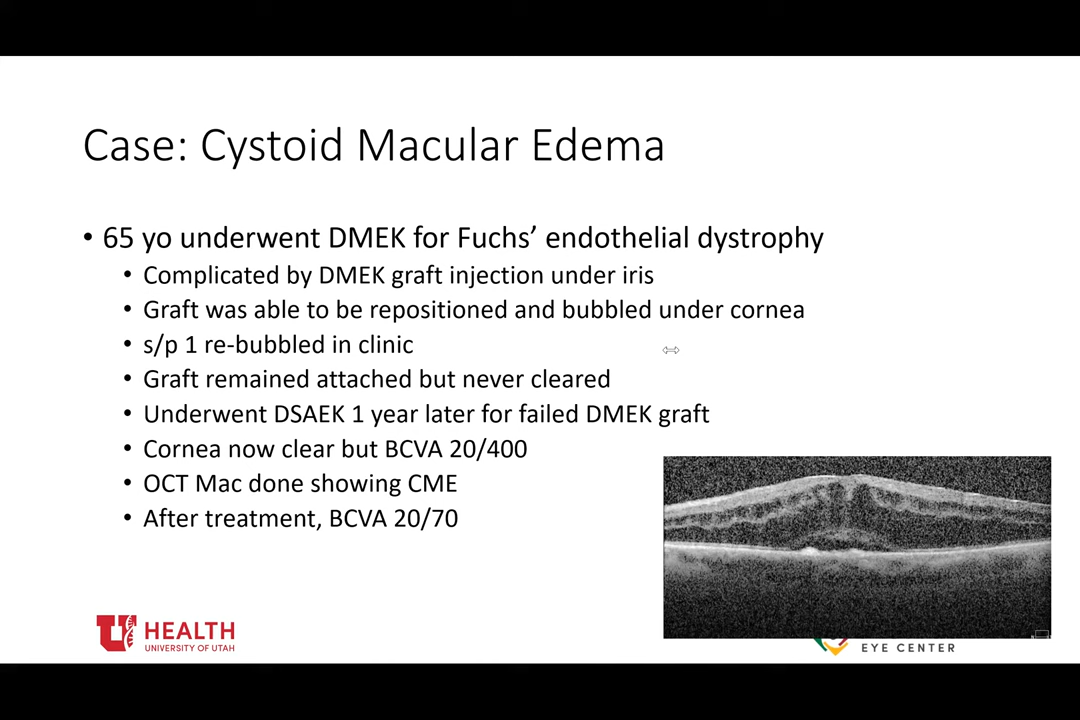 Case: Cystoid Macular Edema
• 65 yo underwent DMEK for Fuchs’ endothelial dystrophy
• Complicated by DMEK graft injection under iris
• Graft was able to be repositioned and bubbled under cornea
• s/p 1 re-bubbled in clinic
• Graft remained attached but never cleared
• Underwent DSAEK 1 year later for failed DMEK graft
• Cornea now clear but BCVA 20/400
• OCT Mac done showing CME
• After treatment, BCVA 20/70
U HEALTH
UNIVERSITY OF UTAH
EYE CENTER